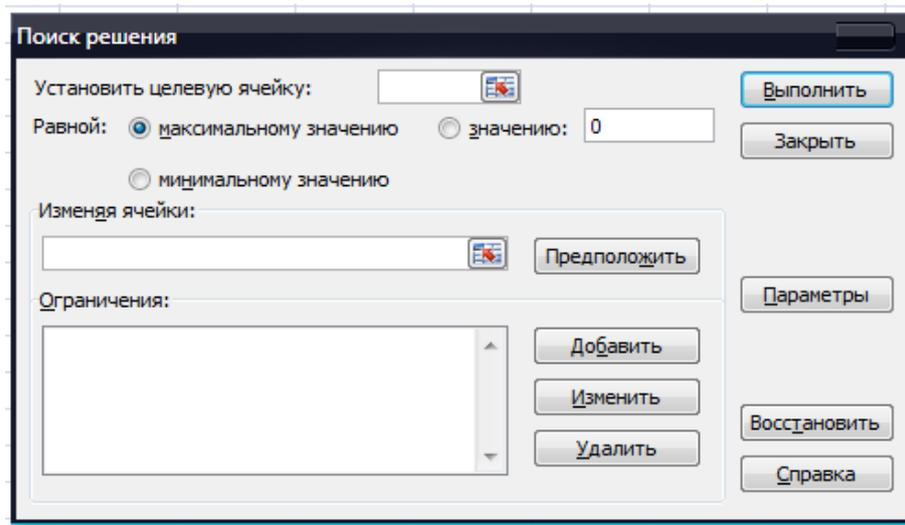 Поиск решения
Установить целевую ячейку:
Выполнить
Равной: максимальному значению значению: 0
Закрыть
минимальному значению
Изменяя ячейки:
Предположить
Ограничения:
Параметры
Добавить
Изменить
Восстановить
Удалить
Справка